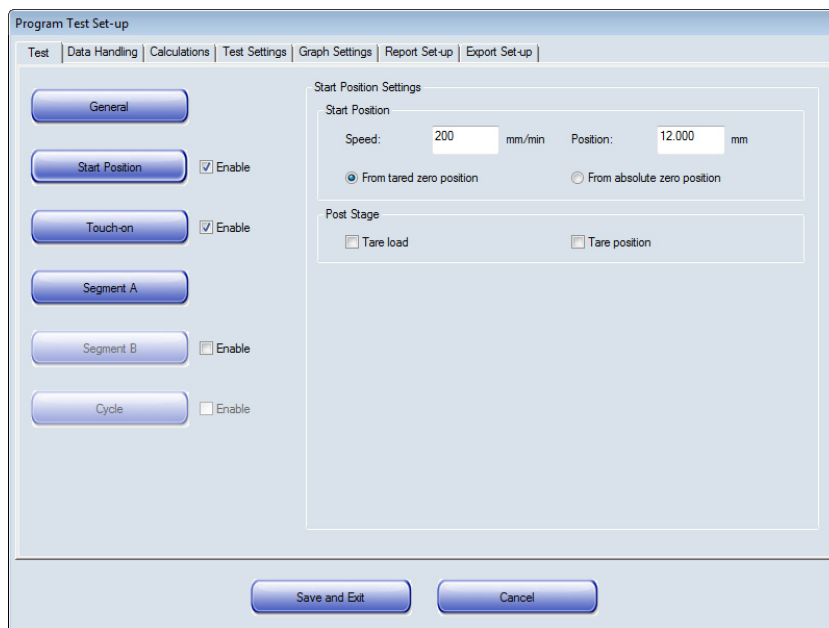 Program Test Set-up
Test Data Handling Calculations Test Settings Graph Settings Report Set-up Export Set-up
General
Start Position Enable
Touch-on Enable
Segment A
Segment B Enable
Cycle Enable
Start Position Settings
Start Position
Speed: 200 mm/min Position: 12.000 mm
From tared zero position From absolute zero position
Post Stage
Tare load Tare position
Save and Exit Cancel